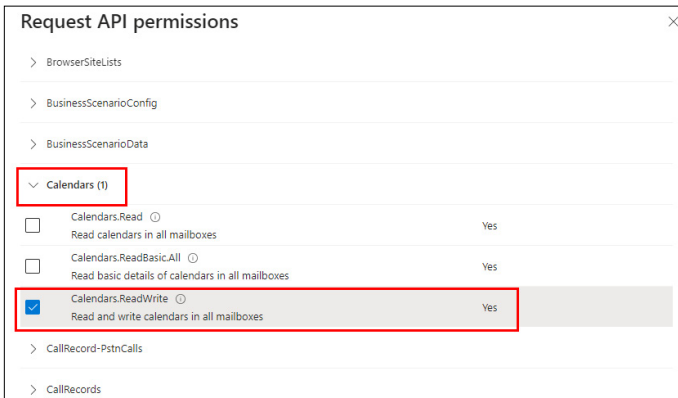 Request API permissions
BrowserSiteLists
BusinessScenarioConfig
BusinessScenarioData
Calendars (1)
Calendars.Read
Read calendars in all mailboxes
Yes
Calendars.ReadBasic.All
Read basic details of calendars in all mailboxes
Yes
Calendars.ReadWrite
Read and write calendars in all mailboxes
Yes
CallRecord-PstnCalls
CallRecords